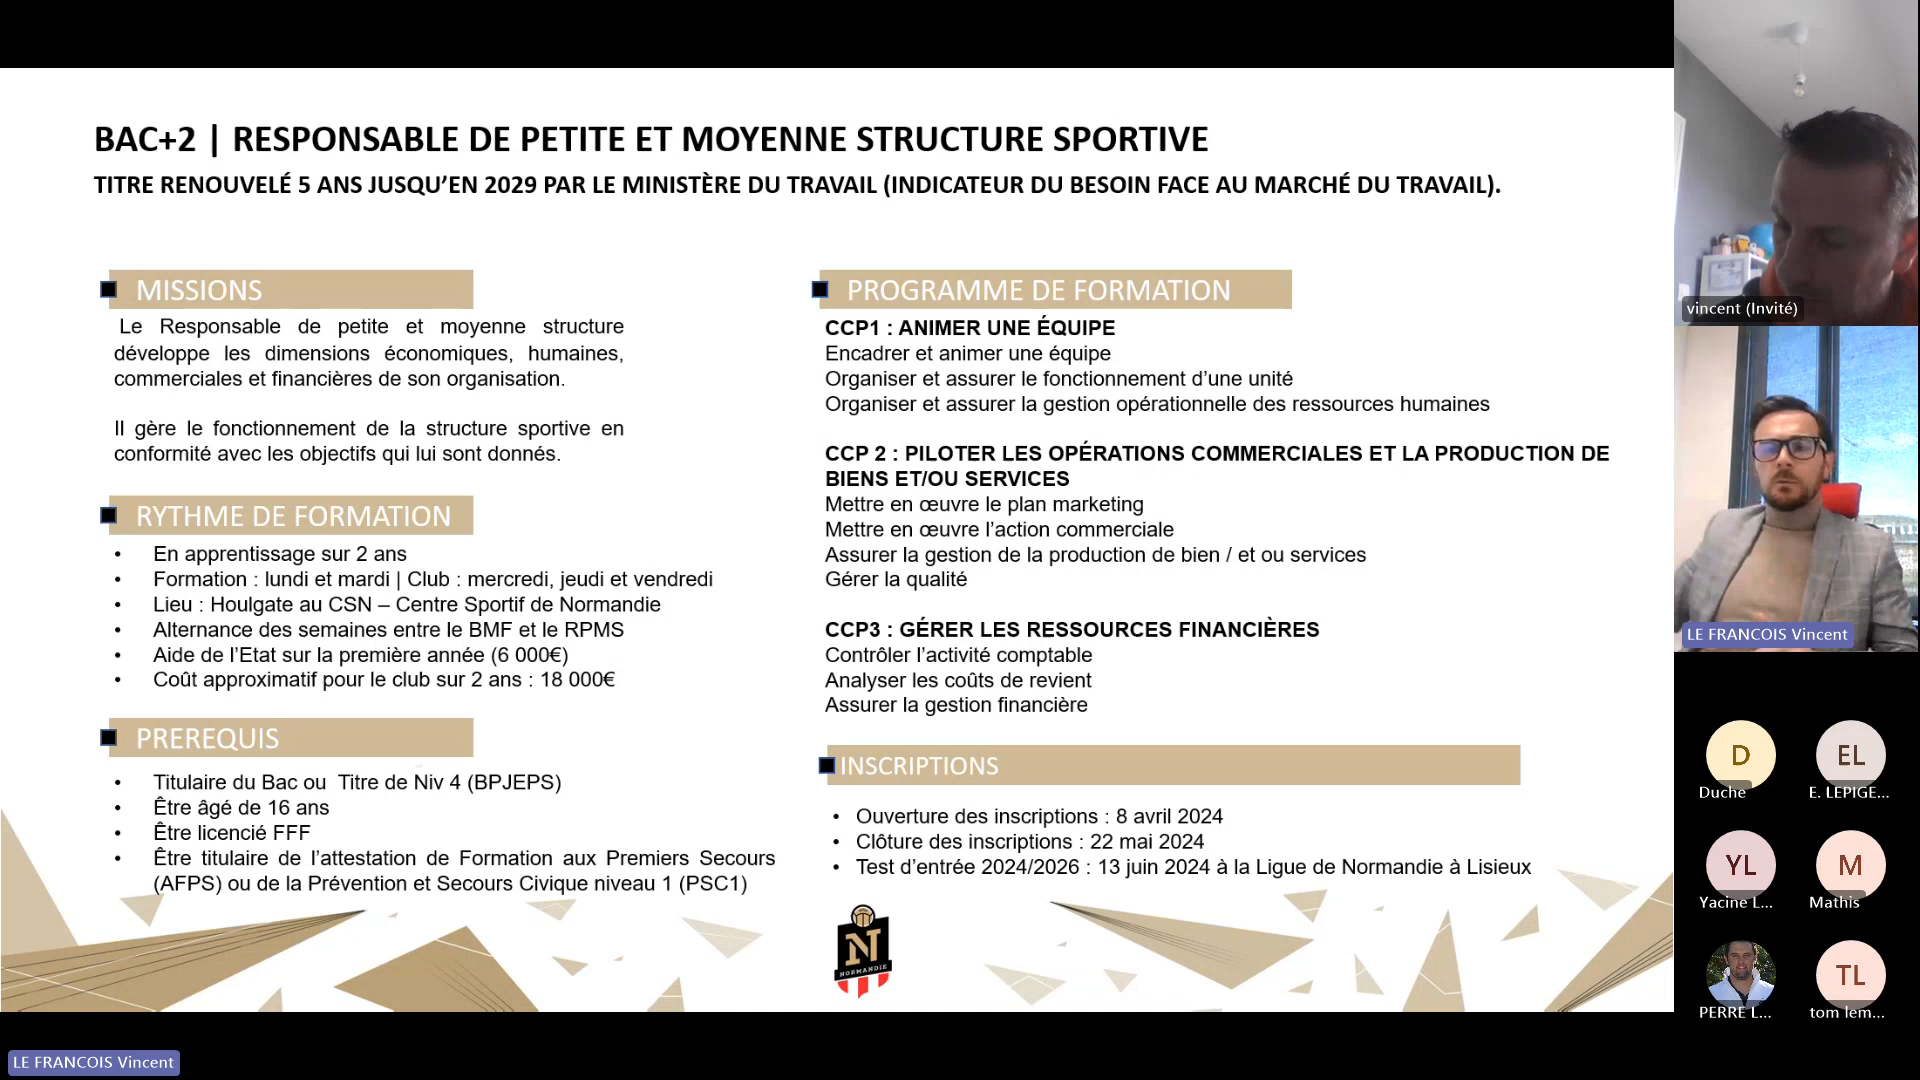 BAC+2 | RESPONSABLE DE PETITE ET MOYENNE STRUCTURE SPORTIVE
TITRE RENOUVELÉ 5 ANS JUSQU’EN 2029 PAR LE MINISTÈRE DU TRAVAIL (INDICATEUR DU BESOIN FACE AU MARCHÉ DU TRAVAIL).
MISSIONS
Le Responsable de petite et moyenne structure
développe les dimensions économiques, humaines,
commerciales et financières de son organisation.
Il gère le fonctionnement de la structure sportive en
conformité avec les objectifs qui lui sont donnés.
RYTHME DE FORMATION
• En apprentissage sur 2 ans
• Formation : lundi et mardi | Club : mercredi, jeudi et vendredi
• Lieu : Houlgate au CSN – Centre Sportif de Normandie
• Alternance des semaines entre le BMF et le RPMS
• Aide de l’Etat sur la première année (6 000€)
• Coût approximatif pour le club sur 2 ans : 18 000€
PREREQUIS
• Titulaire du Bac ou Titre de Niv 4 (BPJEPS)
• Être âgé de 16 ans
• Être licencié FFF
• Être titulaire de l’attestation de Formation aux Premiers Secours
(AFPS) ou de la Prévention et Secours Civique niveau 1 (PSC1)
PROGRAMME DE FORMATION
CCP1 : ANIMER UNE ÉQUIPE
Encadrer et animer une équipe
Organiser et assurer le fonctionnement d’une unité
Organiser et assurer la gestion opérationnelle des ressources humaines
CCP 2 : PILOTER LES OPÉRATIONS COMMERCIALES ET LA PRODUCTION DE
BIENS ET/OU SERVICES
Mettre en œuvre le plan marketing
Mettre en œuvre l’action commerciale
Assurer la gestion de la production de bien / et ou services
Gérer la qualité
CCP3 : GÉRER LES RESSOURCES FINANCIÈRES
Contrôler l’activité comptable
Analyser les coûts de revient
Assurer la gestion financière
INSCRIPTIONS
• Ouverture des inscriptions : 8 avril 2024
• Clôture des inscriptions : 22 mai 2024
• Test d’entrée 2024/2026 : 13 juin 2024 à la Ligue de Normandie à Lisieux
N
NORMANDIE
vincent (Invité)
LE FRANCOIS Vincent
D
Duche
EL
E. LEPIGE...
YL
Yacine L...
M
Mathis
PERRE L...
TL
tom lem...
LE FRANCOIS Vincent